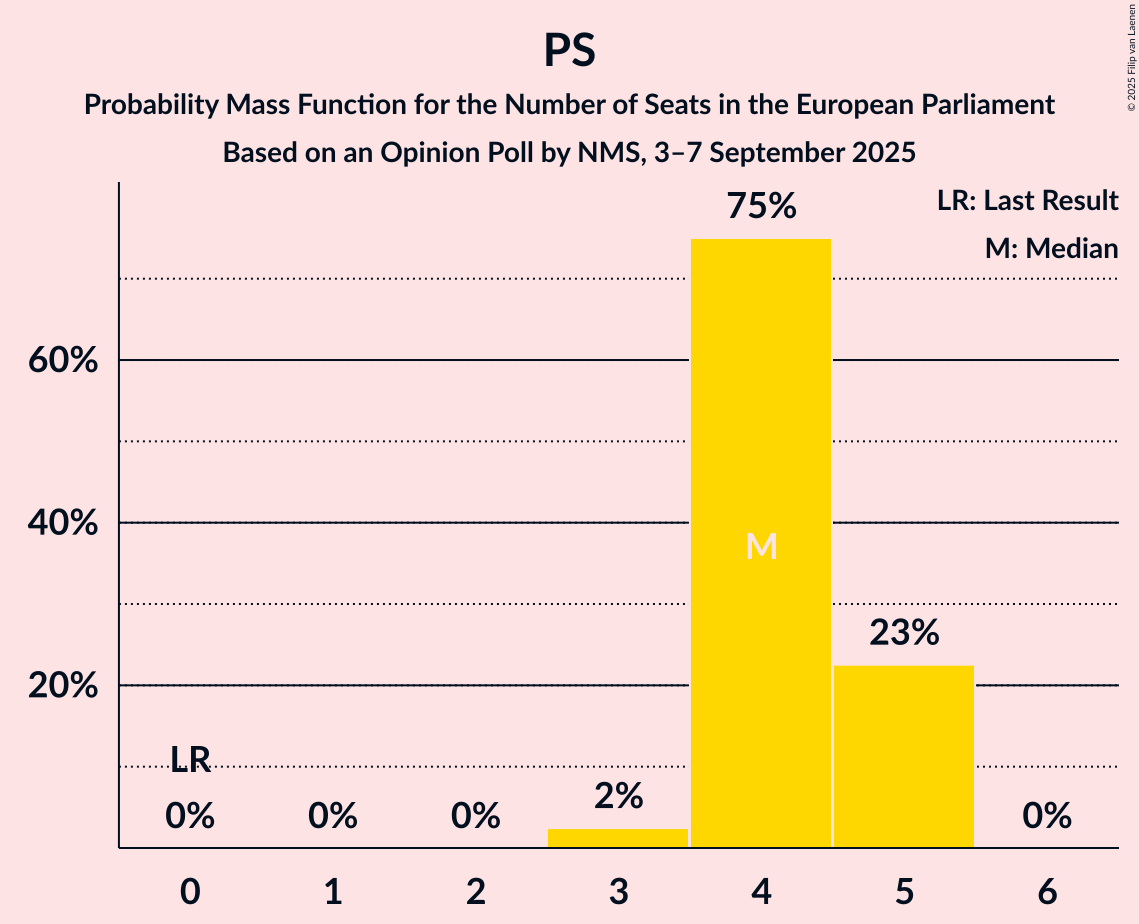 PS
Probability Mass Function for the Number of Seats in the European Parliament
Based on an Opinion Poll by NMS, 3–7 September 2025
© 2025 Filip van Laenen
LR: Last Result
M: Median
75%
60%
40%
M
23%
20%
LR
2%
0%
0%
0%
0%
0
1
2
3
4
5
6